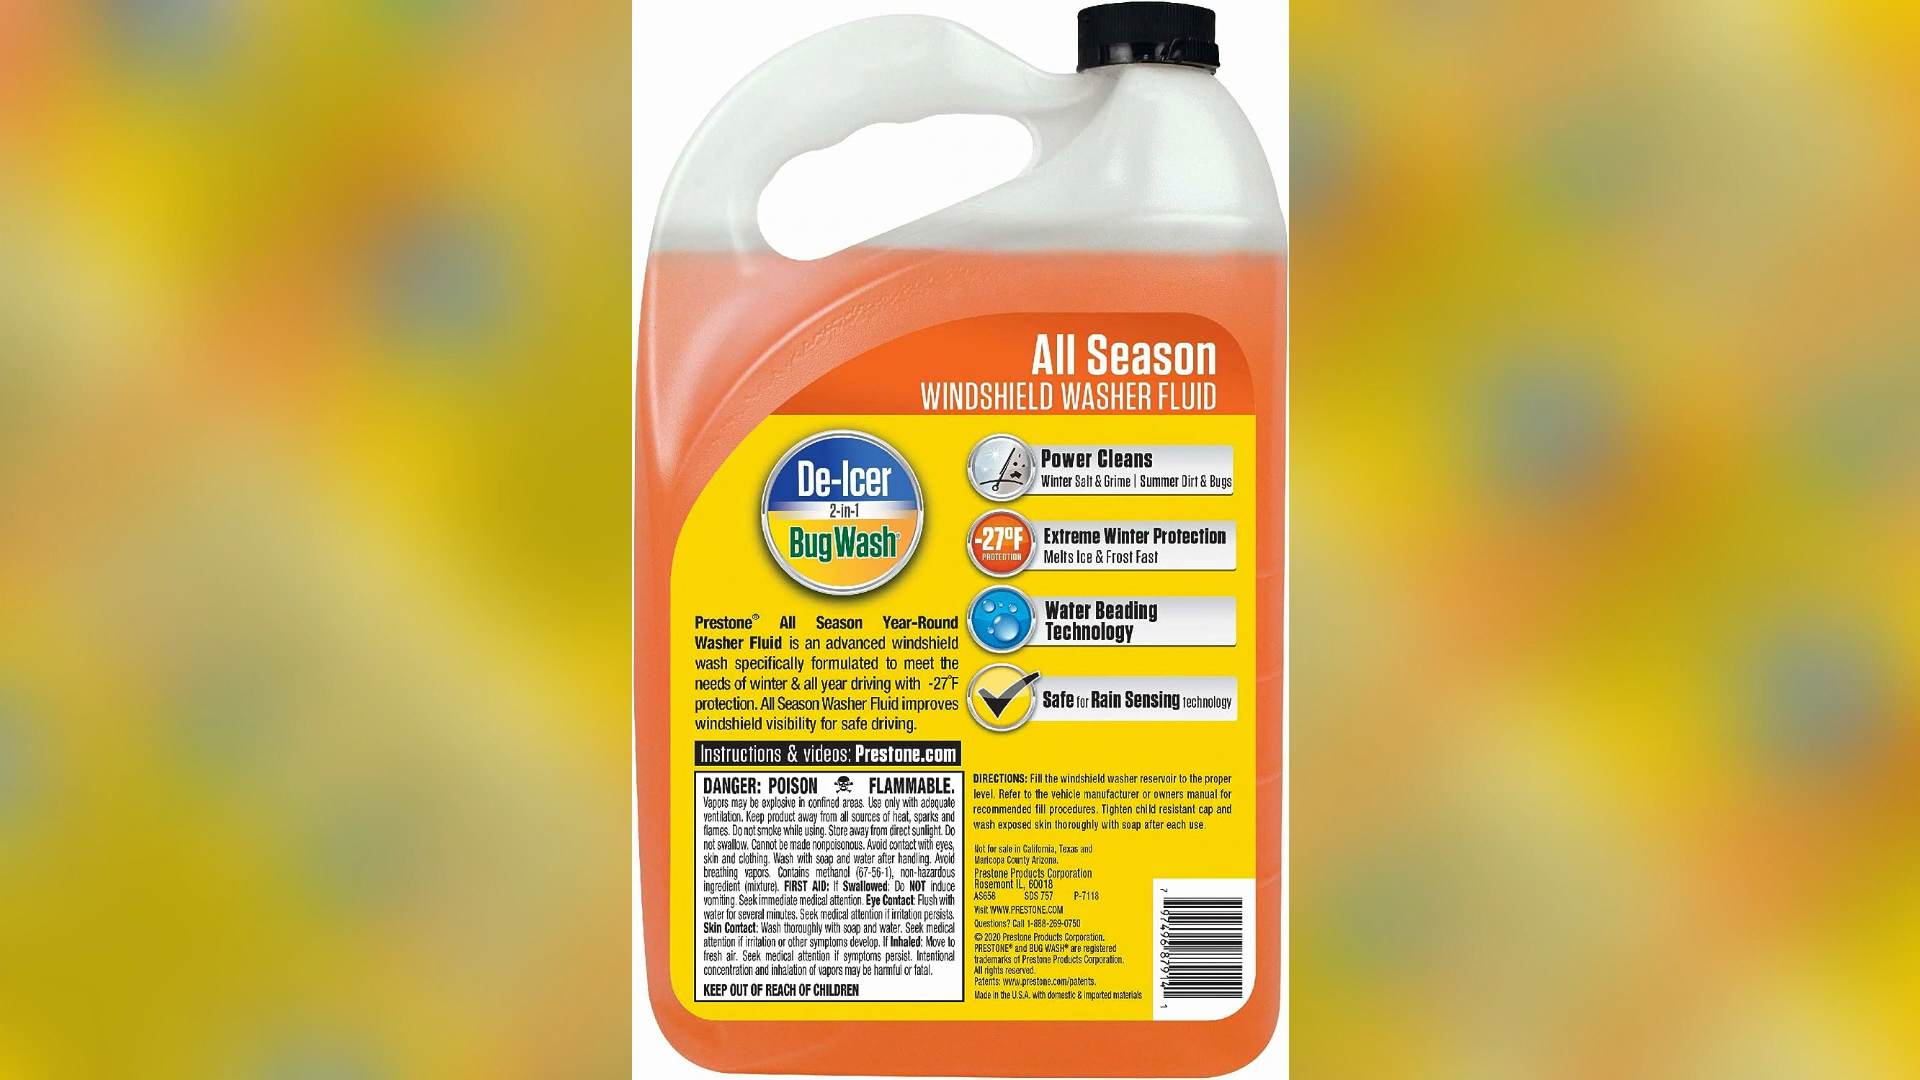 All Season
WINDSHIELD WASHER FLUID
De-Icer
2-in-1
Bug Wash®
Power Cleans
Winter Salt & Grime | Summer Dirt & Bugs
-27°F
PROTECTION
Extreme Winter Protection
Melts Ice & Frost Fast
Water Beading
Technology
Safe for Rain Sensing technology
Prestone® All Season Year-Round
Washer Fluid is an advanced windshield
wash specifically formulated to meet the
needs of winter & all year driving with -27°F
protection. All Season Washer Fluid improves
windshield visibility for safe driving.
Instructions & videos: Prestone.com
DANGER: POISON FLAMMABLE.
Vapors may be explosive in confined areas. Use only with adequate
ventilation. Keep product away from all sources of heat, sparks and
flames. Do not smoke while using. Store away from direct sunlight. Do
not swallow. Cannot be made nonpoisonous. Avoid contact with eyes,
skin and clothing. Wash with soap and water after handling. Avoid
breathing vapors. Contains methanol (67-56-1), non-hazardous
ingredient (mixture). FIRST AID: If Swallowed: Do NOT induce
vomiting. Seek immediate medical attention. Eye Contact: Flush with
water for several minutes. Seek medical attention if irritation persists.
Skin Contact: Wash thoroughly with soap and water. Seek medical
attention if irritation or other symptoms develop. If Inhaled: Move to
fresh air. Seek medical attention if symptoms persist. Intentional
concentration and inhalation of vapors may be harmful or fatal.
KEEP OUT OF REACH OF CHILDREN
DIRECTIONS: Fill the windshield washer reservoir to the proper
level. Refer to the vehicle manufacturer or owners manual for
recommended fill procedures. Tighten child resistant cap and
wash exposed skin thoroughly with soap after each use.
Not for sale in California, Texas and
Maricopa County Arizona.
Prestone Products Corporation
Rosemont IL, 60018
AS658 SDS 757 P-7118
Visit WWW.PRESTONE.COM
Questions? Call 1-888-269-0750
© 2020 Prestone Products Corporation.
PRESTONE® and BUG WASH® are registered
trademarks of Prestone Products Corporation.
All rights reserved.
Patents: www.prestone.com/patents.
Made in the U.S.A. with domestic & imported materials
7 97496 87914 1